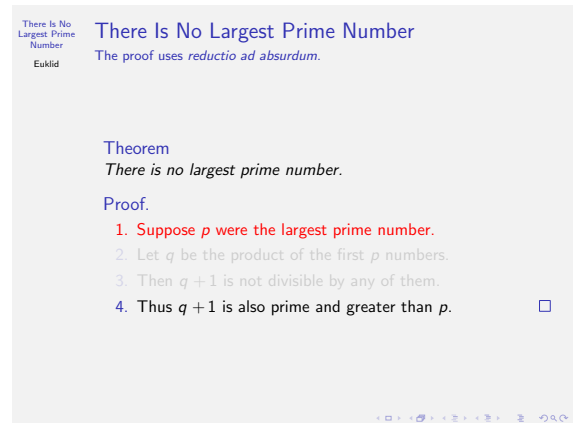 There Is No
Largest Prime
Number
Euklid
There Is No Largest Prime Number
The proof uses reductio ad absurdum.
Theorem
There is no largest prime number.
Proof.
1. Suppose p were the largest prime number.
2. Let q be the product of the first p numbers.
3. Then q + 1 is not divisible by any of them.
4. Thus q + 1 is also prime and greater than p.